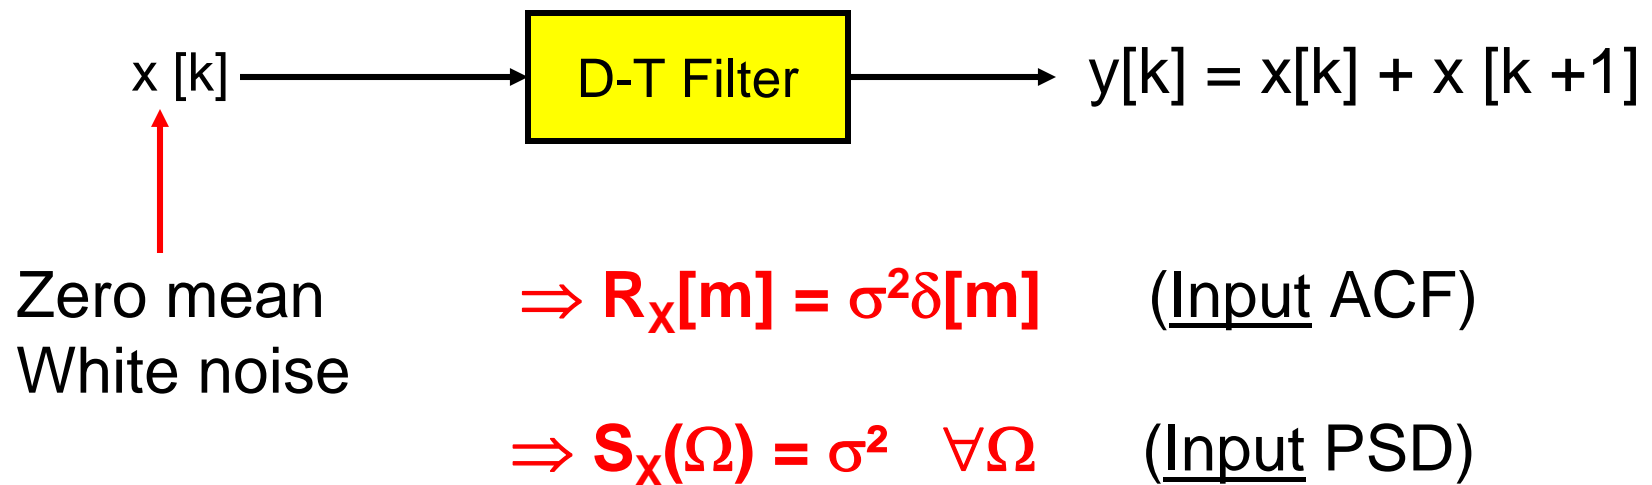 x [k] D-T Filter y[k] = x[k] + x [k +1]
Zero mean ⇒ R_X[m] = σ²δ[m] (Input ACF)
White noise
⇒ S_X(Ω) = σ² ∀Ω (Input PSD)